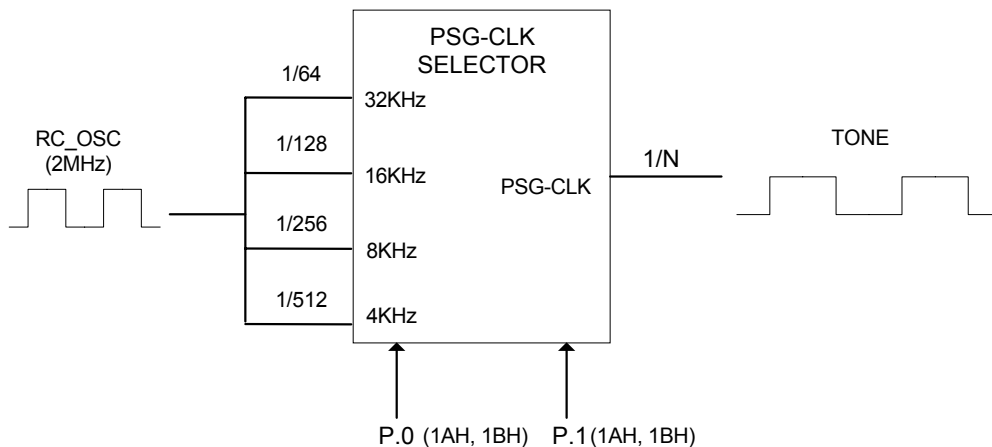 PSG-CLK
SELECTOR
1/64
32KHz
RC_OSC
(2MHz)
1/128
16KHz
1/N
PSG-CLK
TONE
1/256
8KHz
1/512
4KHz
P.0 (1AH, 1BH)
P.1 (1AH, 1BH)